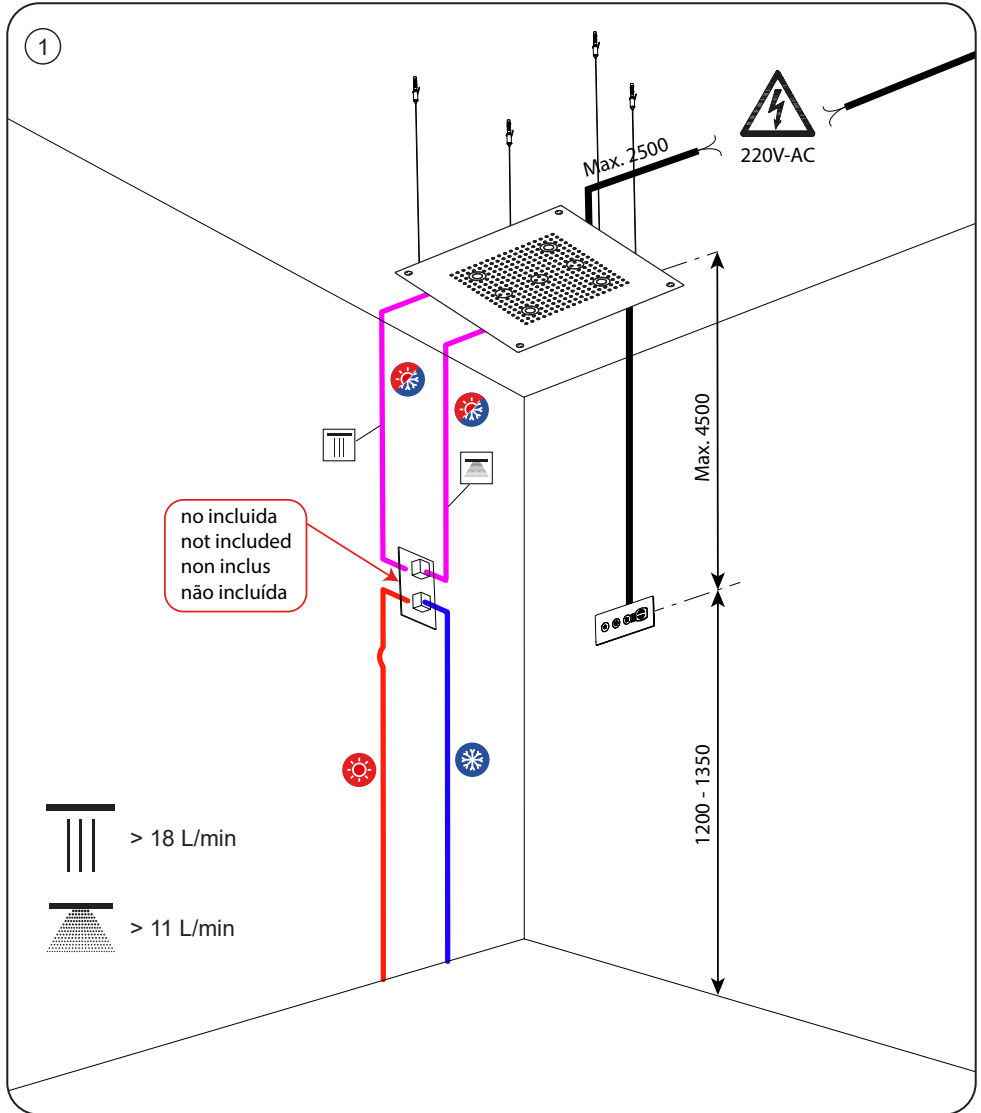 1
Max. 2500
220V-AC
Max. 4500
no incluida
not included
non inclus
não incluída
1200 - 1350
> 18 L/min
> 11 L/min